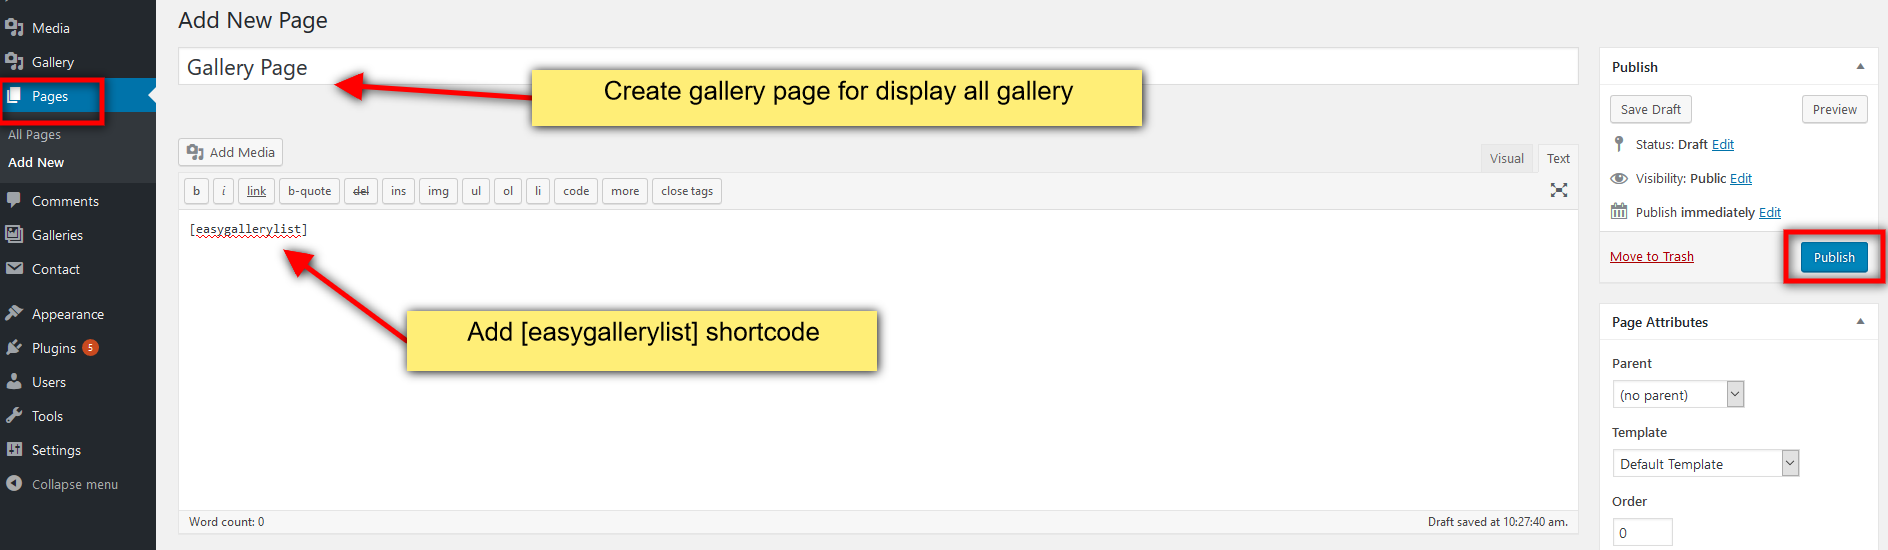 Media
Gallery
Pages
All Pages
Add New
Comments
Galleries
Contact
Appearance
Plugins 5
Users
Tools
Settings
Collapse menu
Add New Page
Gallery Page
Create gallery page for display all gallery
Add Media
Visual Text
b i link b-quote del ins img ul ol li code more close tags
[easygallerylist]
Add [easygallerylist] shortcode
Word count: 0
Draft saved at 10:27:40 am.
Publish
Save Draft Preview
Status: Draft Edit
Visibility: Public Edit
Publish immediately Edit
Move to Trash Publish
Page Attributes
Parent
(no parent)
Template
Default Template
Order
0